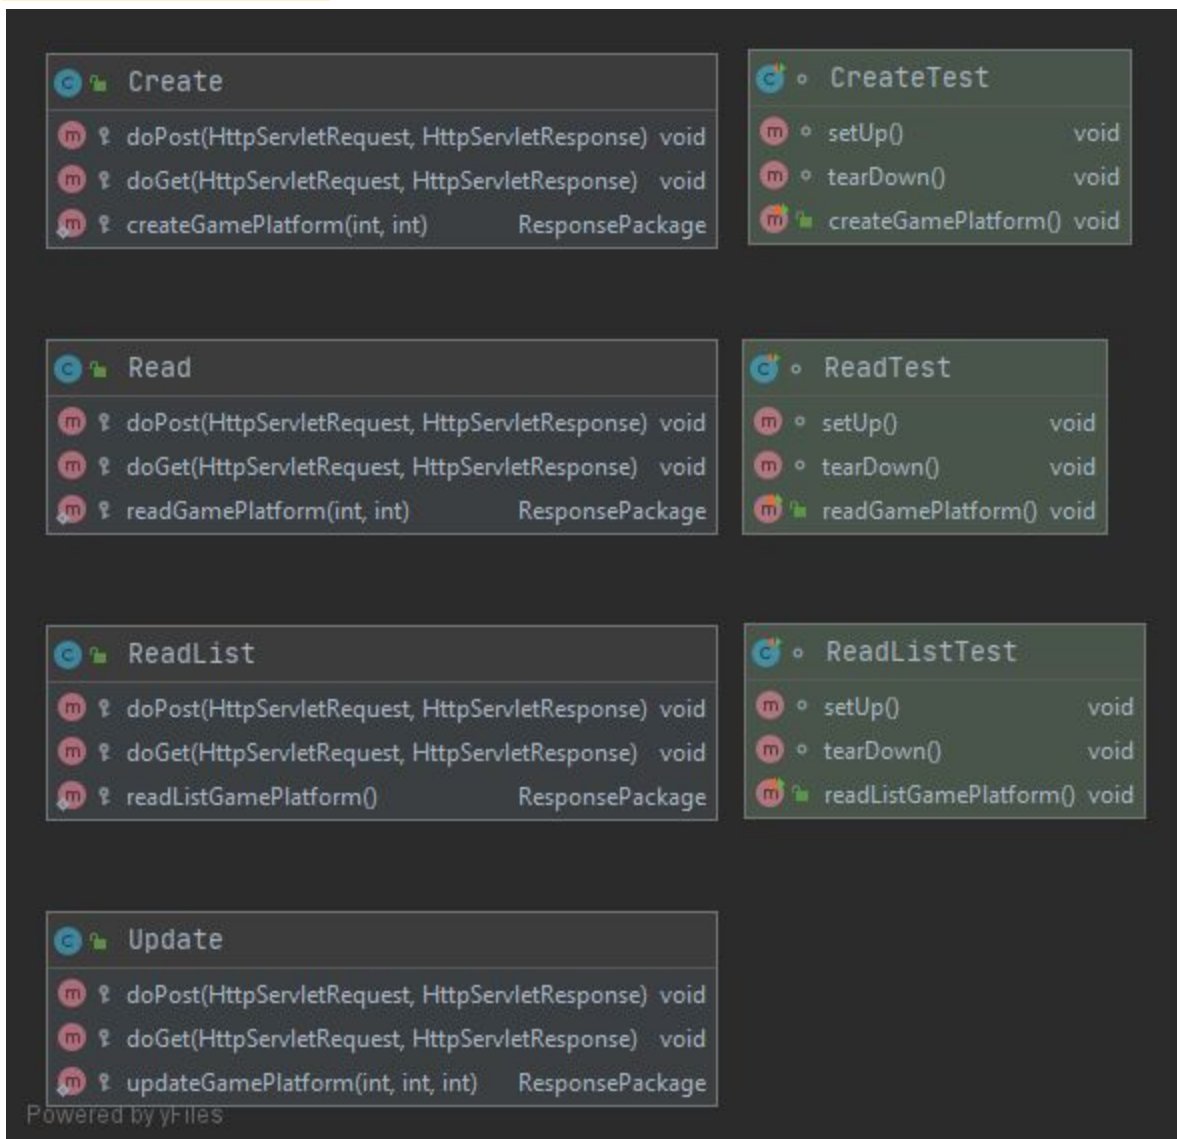 Create
doPost(HttpServletRequest, HttpServletResponse) void
doGet(HttpServletRequest, HttpServletResponse) void
createGamePlatform(int, int) ResponsePackage
CreateTest
setUp() void
tearDown() void
createGamePlatform() void
Read
doPost(HttpServletRequest, HttpServletResponse) void
doGet(HttpServletRequest, HttpServletResponse) void
readGamePlatform(int, int) ResponsePackage
ReadTest
setUp() void
tearDown() void
readGamePlatform() void
ReadList
doPost(HttpServletRequest, HttpServletResponse) void
doGet(HttpServletRequest, HttpServletResponse) void
readListGamePlatform() ResponsePackage
ReadListTest
setUp() void
tearDown() void
readListGamePlatform() void
Update
doPost(HttpServletRequest, HttpServletResponse) void
doGet(HttpServletRequest, HttpServletResponse) void
updateGamePlatform(int, int, int) ResponsePackage
Powered by yFiles